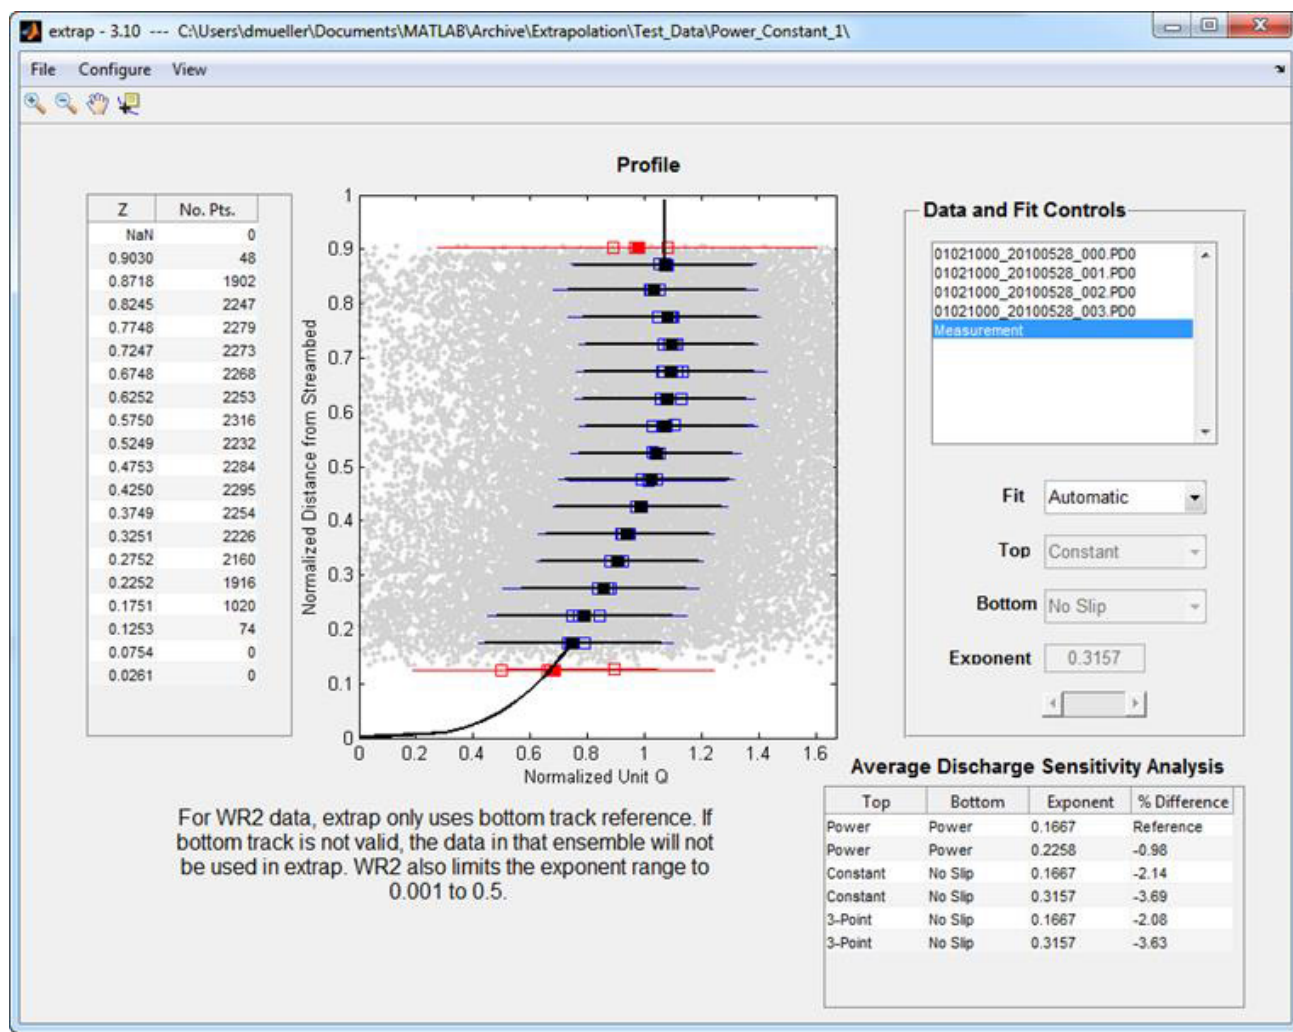 extrap - 3.10 --- C:\Users\dmueller\Documents\MATLAB\Archive\Extrapolation\Test_Data\Power_Constant_1\
File Configure View
Profile
Z No. Pts.
NaN 0
0.9030 48
0.8718 1902
0.8245 2247
0.7748 2279
0.7247 2273
0.6748 2268
0.6252 2253
0.5750 2316
0.5249 2232
0.4753 2284
0.4250 2295
0.3749 2254
0.3251 2226
0.2752 2160
0.2252 1916
0.1751 1020
0.1253 74
0.0754 0
0.0261 0
Normalized Distance from Streambed
1
0.9
0.8
0.7
0.6
0.5
0.4
0.3
0.2
0.1
0
0 0.2 0.4 0.6 0.8 1 1.2 1.4 1.6
Normalized Unit Q
Data and Fit Controls
01021000_20100528_000.PD0
01021000_20100528_001.PD0
01021000_20100528_002.PD0
01021000_20100528_003.PD0
Measurement
Fit Automatic
Top Constant
Bottom No Slip
Exponent 0.3157
For WR2 data, extrap only uses bottom track reference. If
bottom track is not valid, the data in that ensemble will not
be used in extrap. WR2 also limits the exponent range to
0.001 to 0.5.
Average Discharge Sensitivity Analysis
Top Bottom Exponent % Difference
Power Power 0.1667 Reference
Power Power 0.2258 -0.98
Constant No Slip 0.1667 -2.14
Constant No Slip 0.3157 -3.69
3-Point No Slip 0.1667 -2.08
3-Point No Slip 0.3157 -3.63